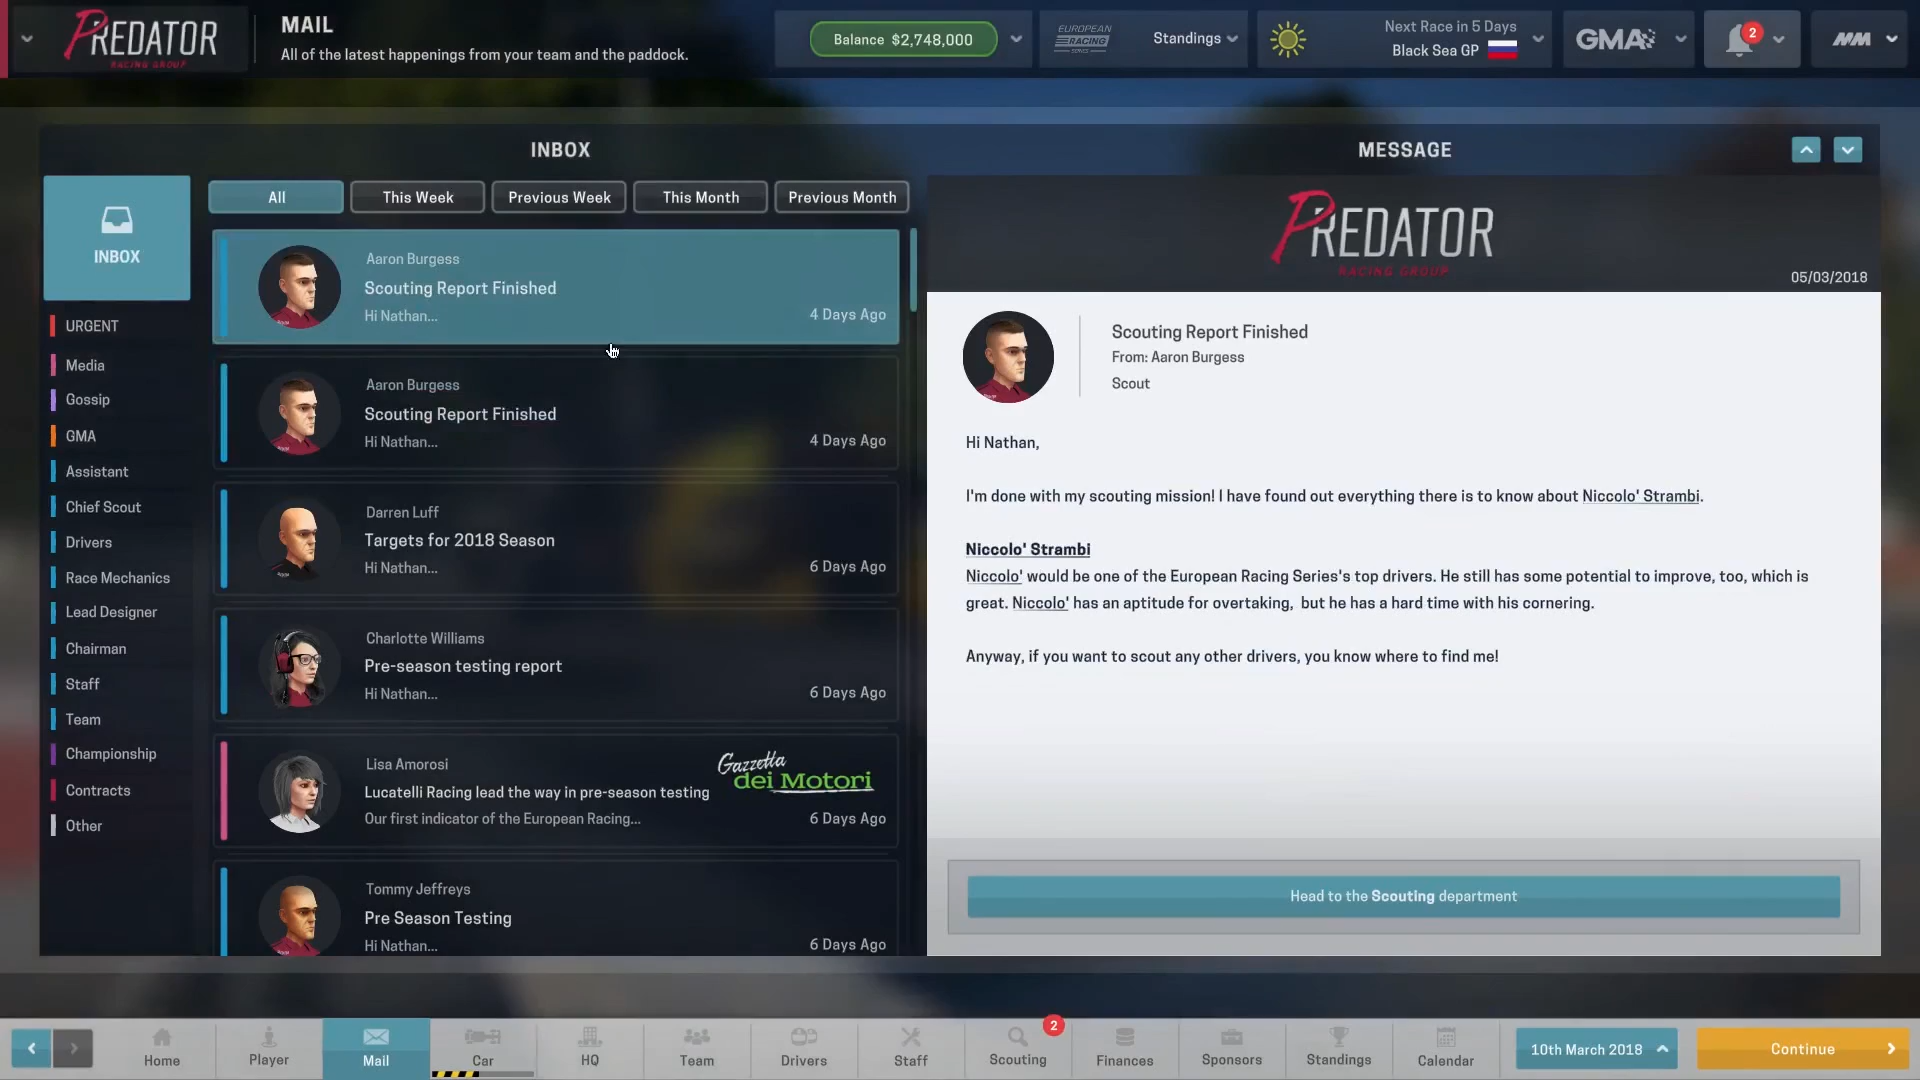 PREDATOR
RACING GROUP
MAIL
All of the latest happenings from your team and the paddock.
Balance $2,748,000
EUROPEAN
RACING
SERIES
Standings
Next Race in 5 Days
Black Sea GP
GMA
2
MM
INBOX
MESSAGE
INBOX
All
This Week
Previous Week
This Month
Previous Month
URGENT
Media
Gossip
GMA
Assistant
Chief Scout
Drivers
Race Mechanics
Lead Designer
Chairman
Staff
Team
Championship
Contracts
Other
Aaron Burgess
Scouting Report Finished
Hi Nathan...
4 Days Ago
Aaron Burgess
Scouting Report Finished
Hi Nathan...
4 Days Ago
Darren Luff
Targets for 2018 Season
Hi Nathan...
6 Days Ago
Charlotte Williams
Pre-season testing report
Hi Nathan...
6 Days Ago
Lisa Amorosi
Lucatelli Racing lead the way in pre-season testing
Our first indicator of the European Racing...
Gazzetta
dei Motori
6 Days Ago
Tommy Jeffreys
Pre Season Testing
Hi Nathan...
6 Days Ago
PREDATOR
RACING GROUP
05/03/2018
Scouting Report Finished
From: Aaron Burgess
Scout
Hi Nathan,
I'm done with my scouting mission! I have found out everything there is to know about Niccolo' Strambi.
Niccolo' Strambi
Niccolo' would be one of the European Racing Series's top drivers. He still has some potential to improve, too, which is
great. Niccolo' has an aptitude for overtaking, but he has a hard time with his cornering.
Anyway, if you want to scout any other drivers, you know where to find me!
Head to the Scouting department
Home
Player
Mail
Car
HQ
Team
Drivers
Staff
2
Scouting
Finances
Sponsors
Standings
Calendar
10th March 2018
Continue